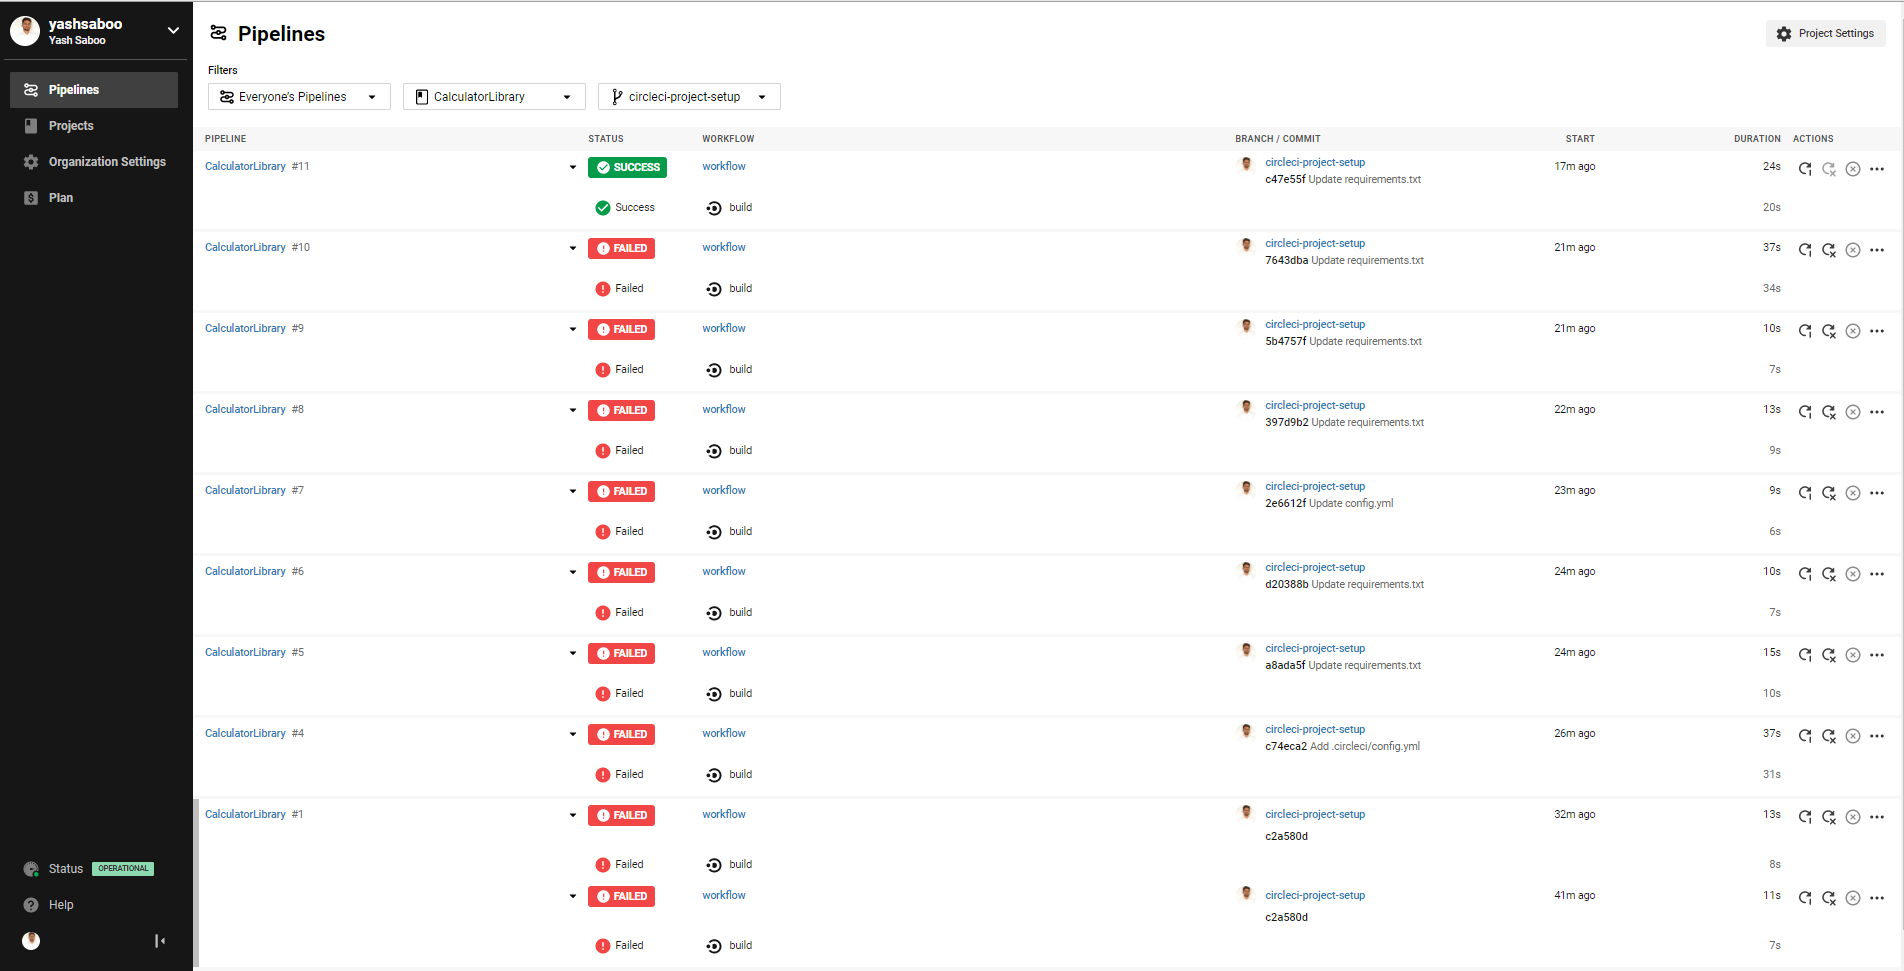 yashsaboo
Yash Saboo
Pipelines
Projects
Organization Settings
Plan
Status OPERATIONAL
Help
Pipelines
Project Settings
Filters
Everyone's Pipelines CalculatorLibrary circleci-project-setup
PIPELINE STATUS WORKFLOW BRANCH / COMMIT START DURATION ACTIONS
CalculatorLibrary #11 SUCCESS workflow circleci-project-setup 17m ago 24s
c47e55f Update requirements.txt
Success build 20s
CalculatorLibrary #10 FAILED workflow circleci-project-setup 21m ago 37s
7643dba Update requirements.txt
Failed build 34s
CalculatorLibrary #9 FAILED workflow circleci-project-setup 21m ago 10s
5b4757f Update requirements.txt
Failed build 7s
CalculatorLibrary #8 FAILED workflow circleci-project-setup 22m ago 13s
397d9b2 Update requirements.txt
Failed build 9s
CalculatorLibrary #7 FAILED workflow circleci-project-setup 23m ago 9s
2e6612f Update config.yml
Failed build 6s
CalculatorLibrary #6 FAILED workflow circleci-project-setup 24m ago 10s
d20388b Update requirements.txt
Failed build 7s
CalculatorLibrary #5 FAILED workflow circleci-project-setup 24m ago 15s
a8ada5f Update requirements.txt
Failed build 10s
CalculatorLibrary #4 FAILED workflow circleci-project-setup 26m ago 37s
c74eca2 Add .circleci/config.yml
Failed build 31s
CalculatorLibrary #1 FAILED workflow circleci-project-setup 32m ago 13s
c2a580d
Failed build 8s
FAILED workflow circleci-project-setup 41m ago 11s
c2a580d
Failed build 7s